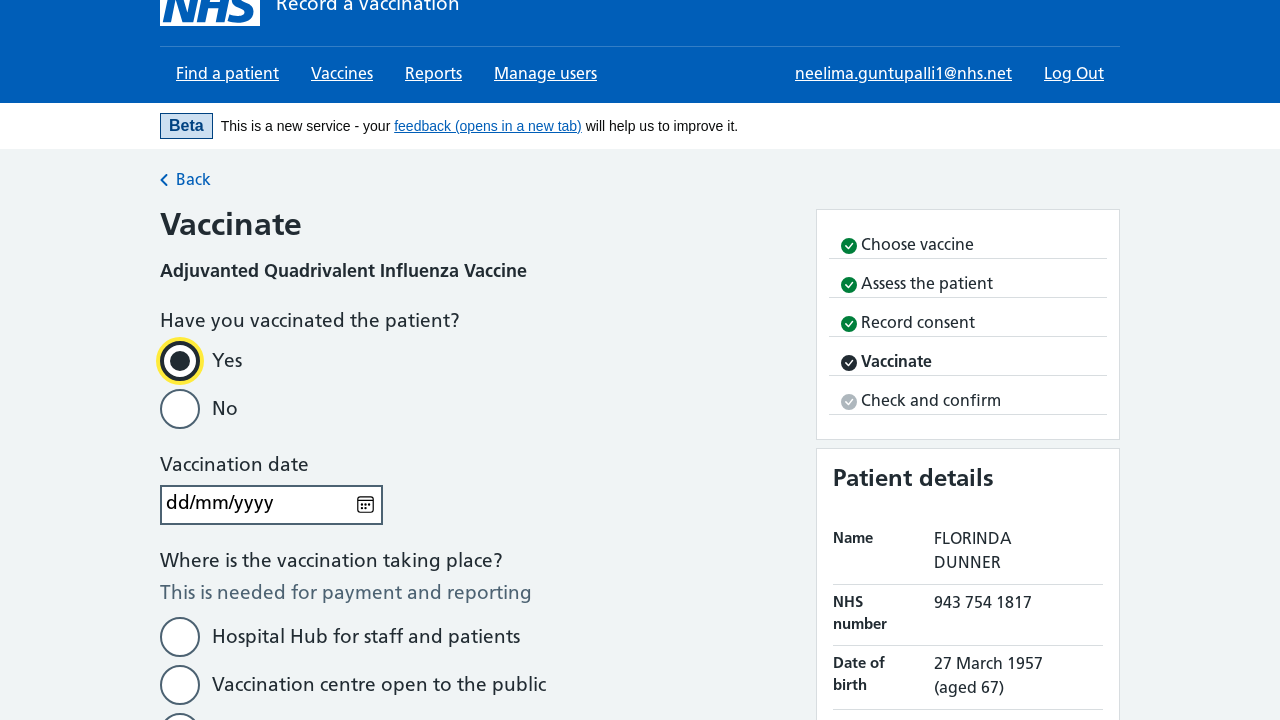 NHS Record a vaccination
Find a patient Vaccines Reports Manage users neelima.guntupalli1@nhs.net Log Out
Beta This is a new service - your feedback (opens in a new tab) will help us to improve it.
Back
Vaccinate
Adjuvanted Quadrivalent Influenza Vaccine
Have you vaccinated the patient?
Yes
No
Vaccination date
dd/mm/yyyy
Where is the vaccination taking place?
This is needed for payment and reporting
Hospital Hub for staff and patients
Vaccination centre open to the public
Choose vaccine
Assess the patient
Record consent
Vaccinate
Check and confirm
Patient details
Name FLORINDA
DUNNER
NHS 943 754 1817
number
Date of 27 March 1957
birth (aged 67)